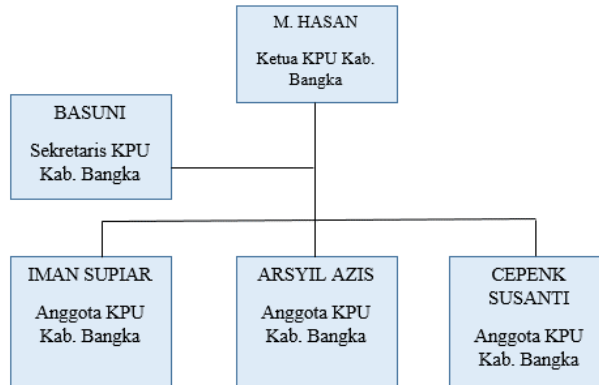 M. HASAN
Ketua KPU Kab.
Bangka
BASUNI
Sekretaris KPU
Kab. Bangka
IMAN SUPIAR
Anggota KPU
Kab. Bangka
ARSYIL AZIS
Anggota KPU
Kab. Bangka
CEPENK
SUSANTI
Anggota KPU
Kab. Bangka